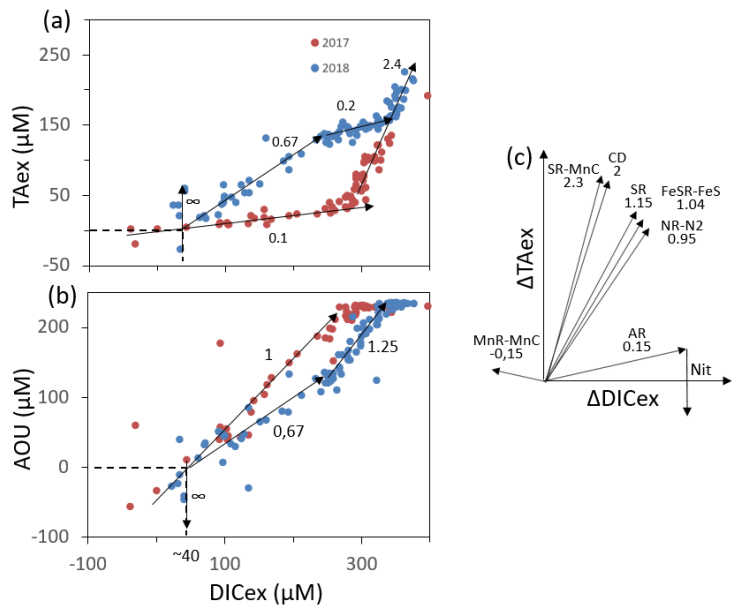 (a)
2017
2018
250
150
50
-50
TAex (µM)
2.4
0.2
0.67
∞
0.1
(b)
200
100
0
-100
AOU (µM)
1
1.25
0,67
∞
~40
-100
100
300
DICex (µM)
(c)
SR-MnC
2.3
CD
2
SR
1.15
FeSR-FeS
1.04
NR-N2
0.95
MnR-MnC
-0,15
AR
0.15
Nit
ΔTAex
ΔDICex